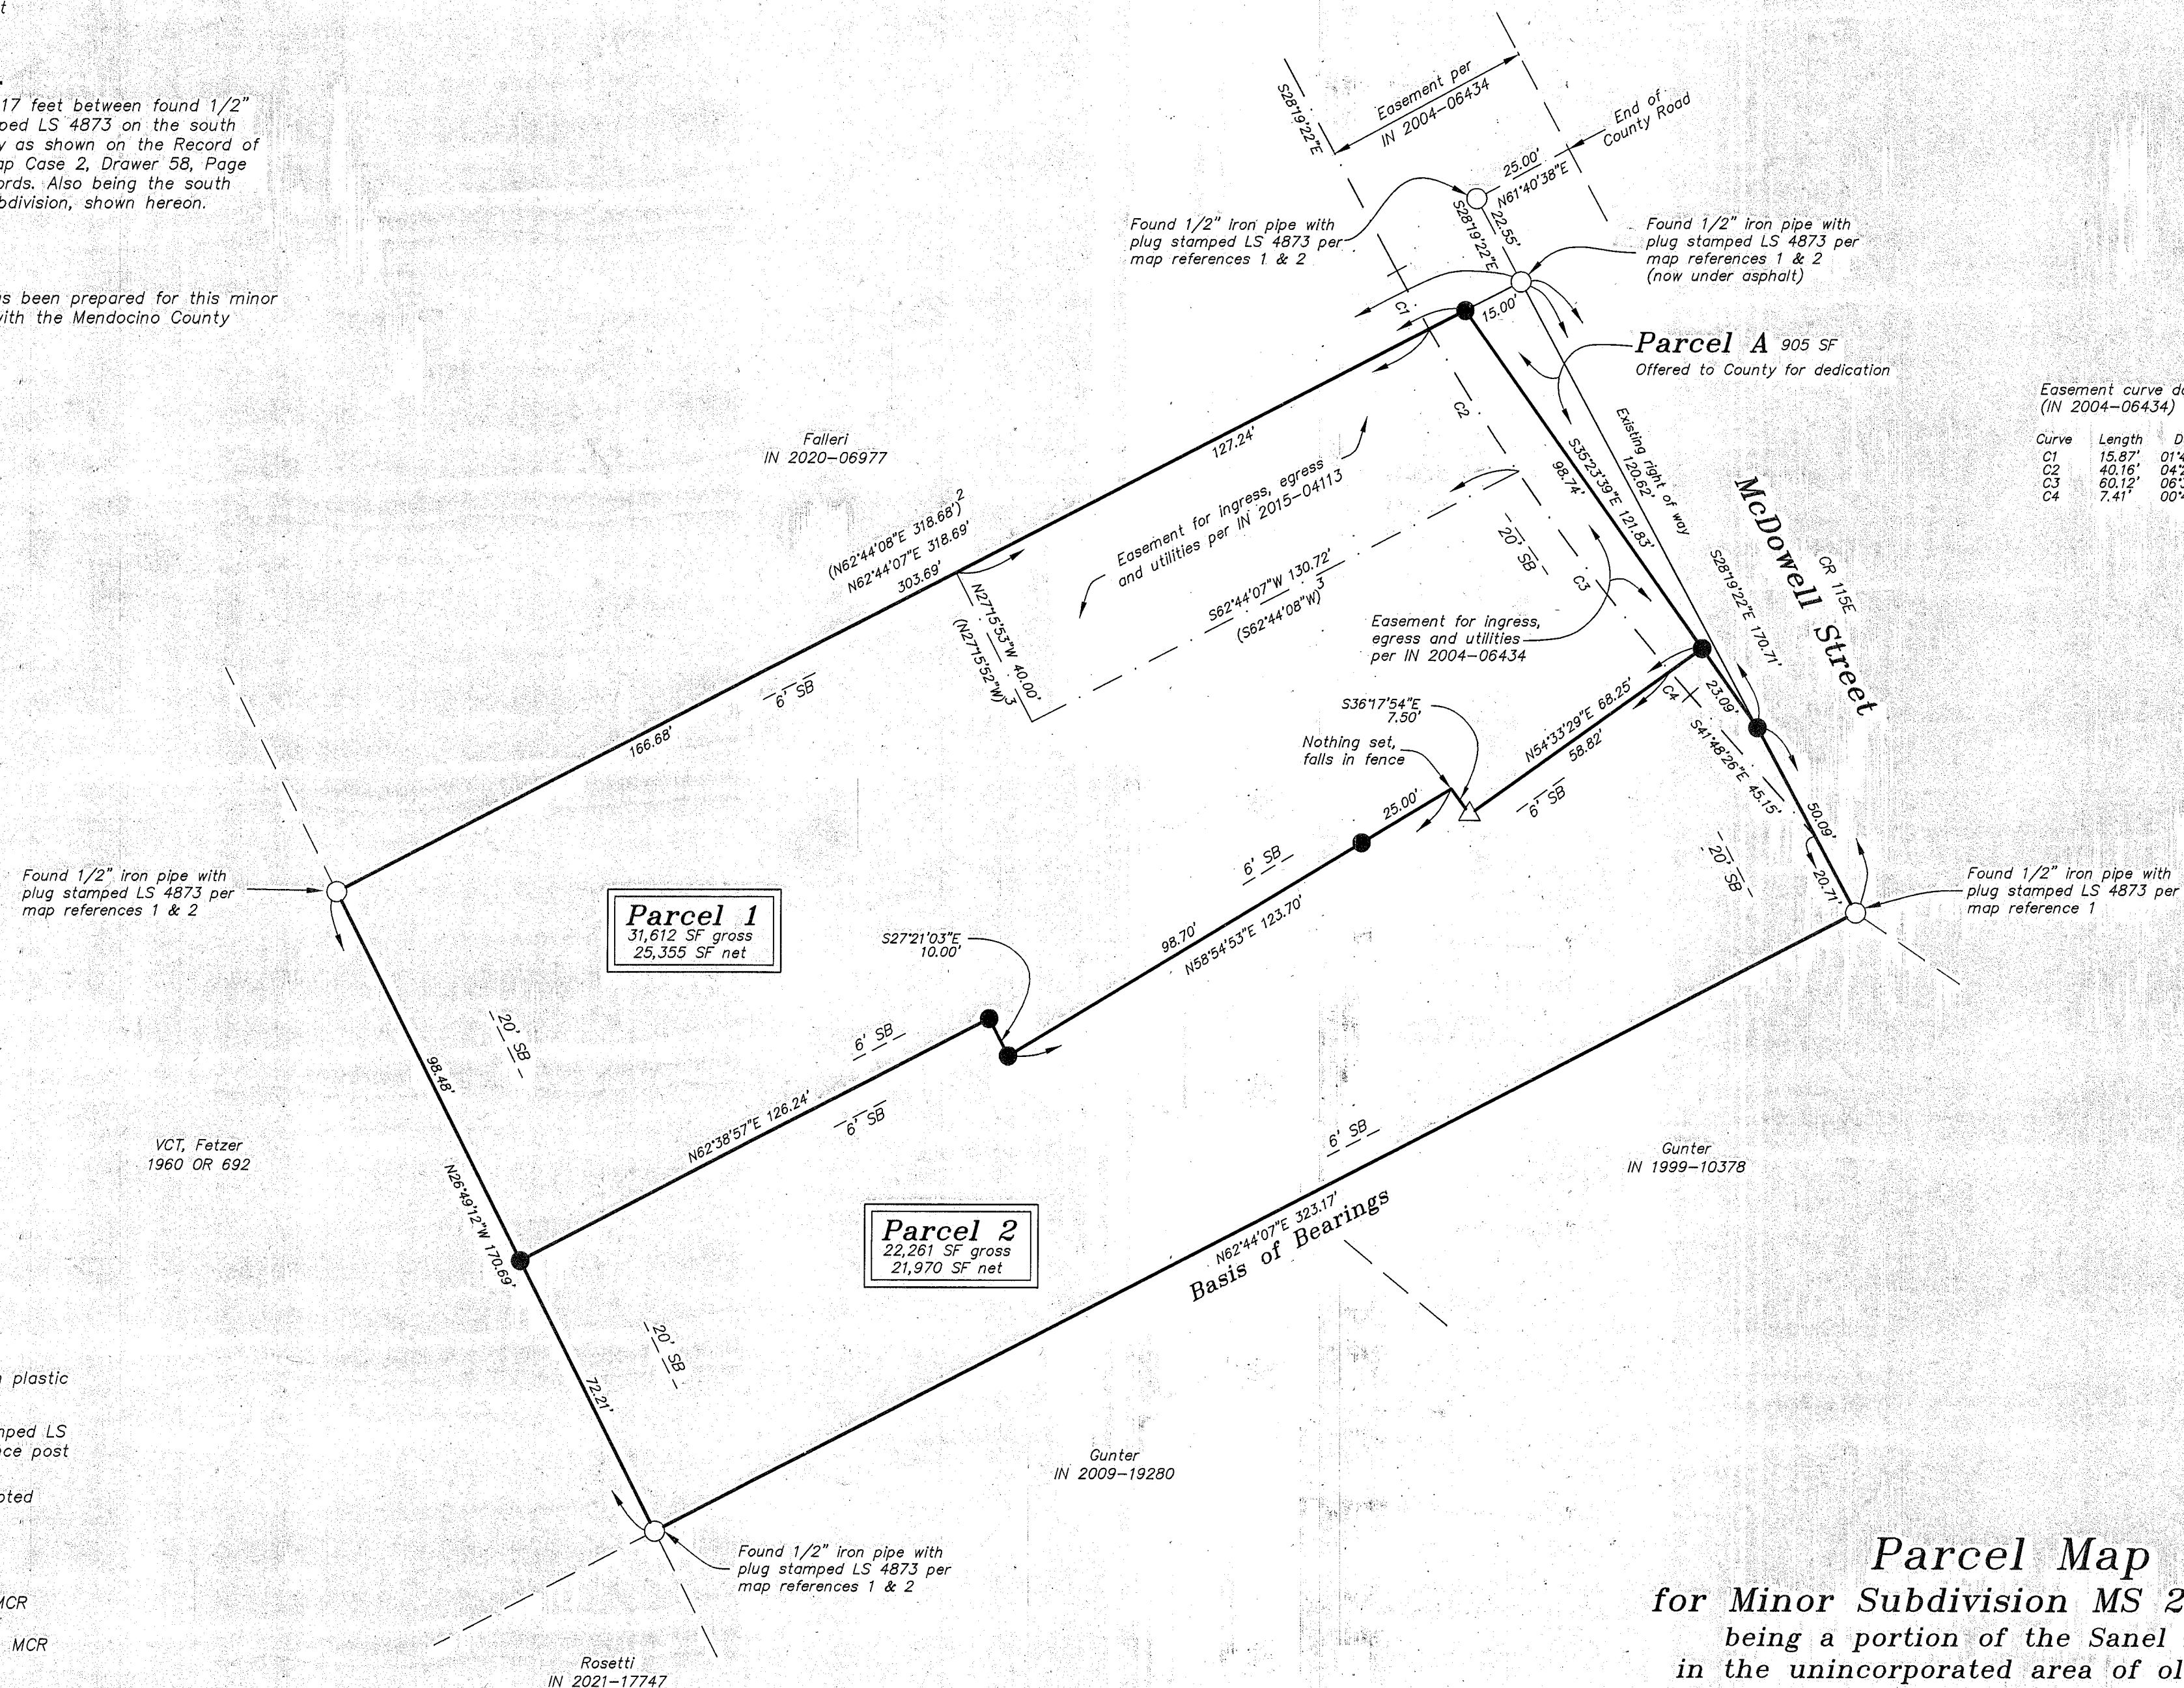 17 feet between found 1/2"
ped LS 4873 on the south
y as shown on the Record of
ap Case 2, Drawer 58, Page
ords. Also being the south
bdivision, shown hereon.
as been prepared for this minor
with the Mendocino County
S28°19'22"E
Easement per
IN 2004-06434
End of
County Road
25.00'
N61°40'38"E
22.55'
S28°19'22"E
Found 1/2" iron pipe with
plug stamped LS 4873 per
map references 1 & 2
Found 1/2" iron pipe with
plug stamped LS 4873 per
map references 1 & 2
(now under asphalt)
C1
15.00'
Parcel A 905 SF
Offered to County for dedication
Easement curve da
(IN 2004-06434)
Curve Length D
C1 15.87' 01°4
C2 40.16' 04°2
C3 60.12' 06°3
C4 7.41' 00°4
C2
Falleri
IN 2020-06977
127.24'
Existing right of way
120.62'
S35°23'39"E 121.83'
98.74'
McDowell Street
CR 115E
S28°19'22"E 170.71'
Easement for ingress, egress
and utilities per IN 2015-04113
(N62°44'08"E 318.68')2
N62°44'07"E 318.69'
303.69'
20' SB
C3
S62°44'07"W 130.72'
(S62°44'08"W)3
N27°15'53"W 40.00'
(N27°15'52"W)3
Easement for ingress,
egress and utilities
per IN 2004-06434
6' SB
166.68'
S36°17'54"E
7.50'
Nothing set,
falls in fence
N54°33'29"E 68.25'
58.82'
6' SB
C4
23.09'
S41°48'26"E 45.15'
50.09'
20.71'
20' SB
25.00'
6' SB
98.70'
N58°54'53"E 123.70'
Found 1/2" iron pipe with
plug stamped LS 4873 per
map references 1 & 2
Found 1/2" iron pipe with
plug stamped LS 4873 per
map reference 1
Parcel 1
31,612 SF gross
25,355 SF net
S27°21'03"E
10.00'
20' SB
6' SB
98.48'
N62°38'57"E 126.24'
6' SB
VCT, Fetzer
1960 OR 692
N26°49'12"W 170.69'
6' SB
Gunter
IN 1999-10378
Parcel 2
22,261 SF gross
21,970 SF net
N62°44'07"E 323.17'
Basis of Bearings
20' SB
72.21'
n plastic
mped LS
nce post
oted
Gunter
IN 2009-19280
Found 1/2" iron pipe with
plug stamped LS 4873 per
map references 1 & 2
MCR
MCR
Rosetti
IN 2021-17747
Parcel Map
for Minor Subdivision MS 2
being a portion of the Sanel
in the unincorporated area of ol